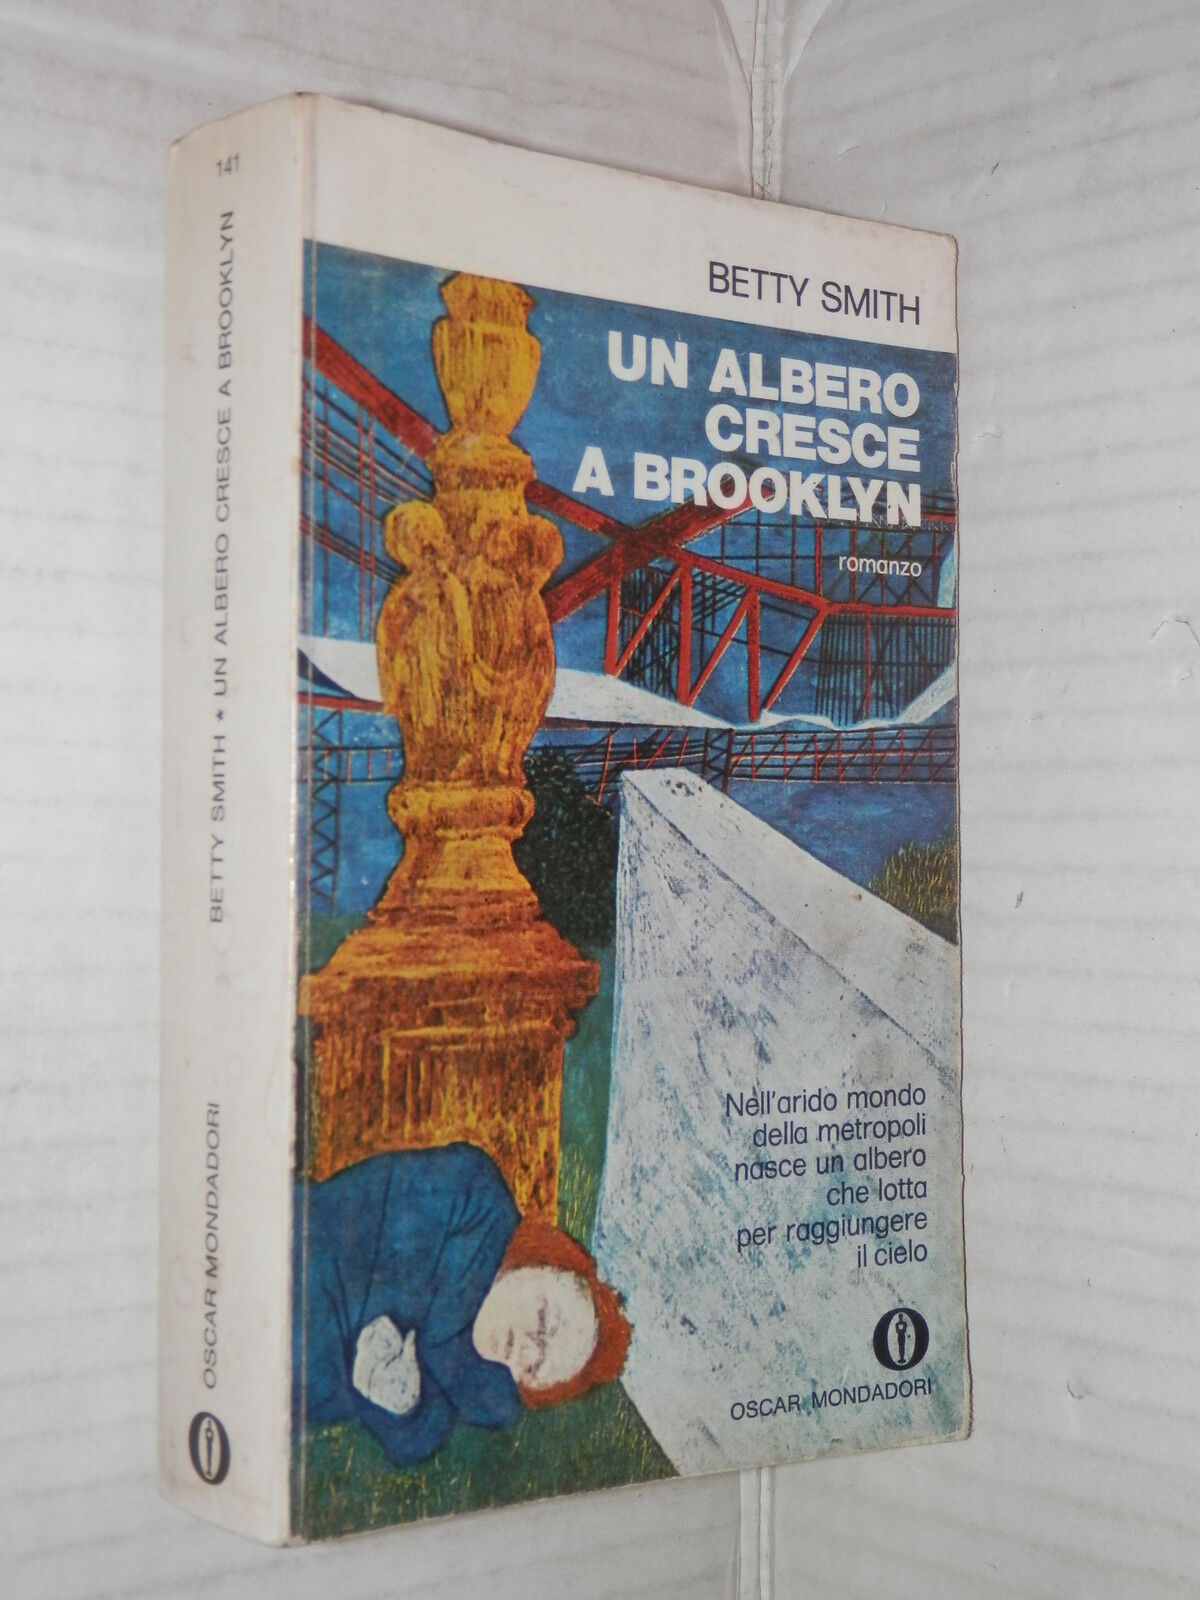 141
BETTY SMITH ★ UN ALBERO CRESCE A BROOKLYN
OSCAR MONDADORI
BETTY SMITH
UN ALBERO
CRESCE
A BROOKLYN
romanzo
Nell'arido mondo
della metropoli
nasce un albero
che lotta
per raggiungere
il cielo
OSCAR MONDADORI